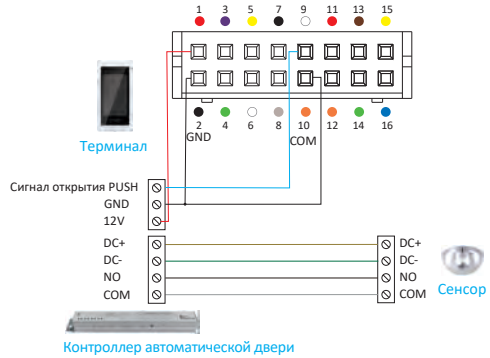 1 3 5 7 9 11 13 15
2 4 6 8 10 12 14 16
GND COM
Терминал
Сигнал открытия PUSH
GND
12V
DC+ DC+
DC- DC-
NO NO
COM COM
Сенсор
Контроллер автоматической двери